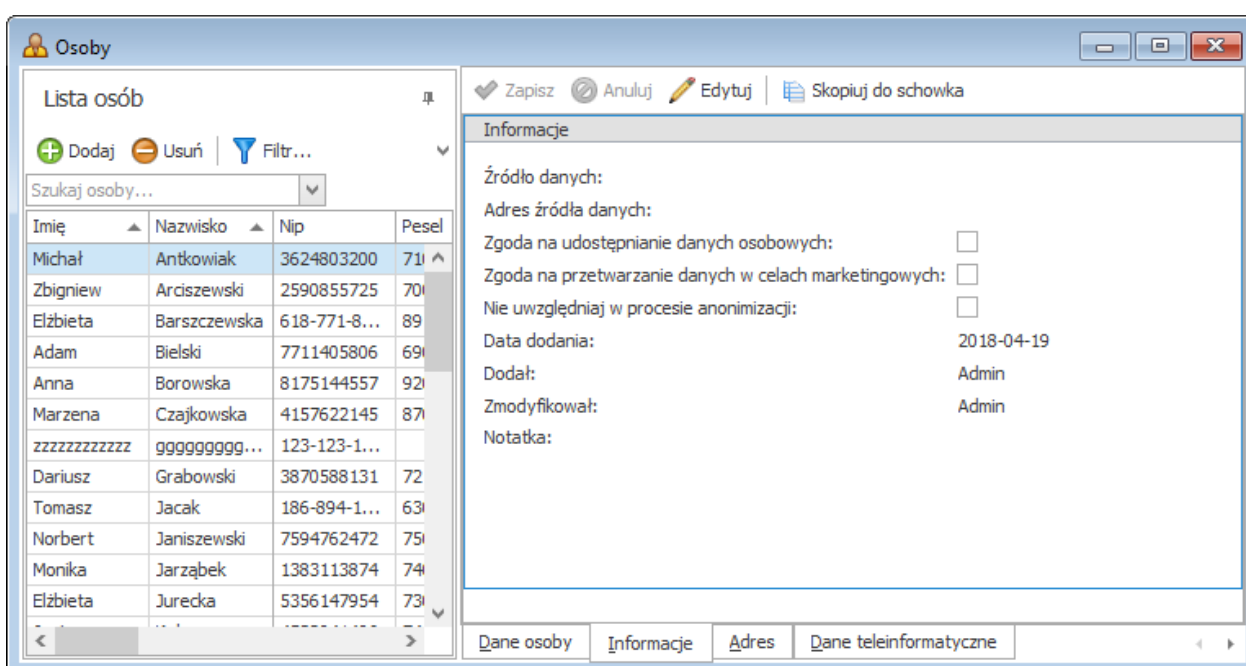 Osoby
Lista osób
Dodaj Usuń Filtr...
Szukaj osoby...
Imię Nazwisko Nip Pesel
Michał Antkowiak 3624803200
Zbigniew Arciszewski 2590855725
Elżbieta Barszczewska 618-771-8... 89
Adam Bielski 7711405806
Anna Borowska 8175144557
Marzena Czajkowska 4157622145
zzzzzzzzzzzz ggggggggg... 123-123-1...
Dariusz Grabowski 3870588131 72
Tomasz Jacak 186-894-1...
Norbert Janiszewski 7594762472
Monika Jarząbek 1383113874
Elżbieta Jurecka 5356147954
Zapisz Anuluj Edytuj Skopiuj do schowka
Informacje
Źródło danych:
Adres źródła danych:
Zgoda na udostępnianie danych osobowych:
Zgoda na przetwarzanie danych w celach marketingowych:
Nie uwzględniaj w procesie anonimizacji:
Data dodania: 2018-04-19
Dodał: Admin
Zmodyfikował: Admin
Notatka:
Dane osoby Informacje Adres Dane teleinformatyczne